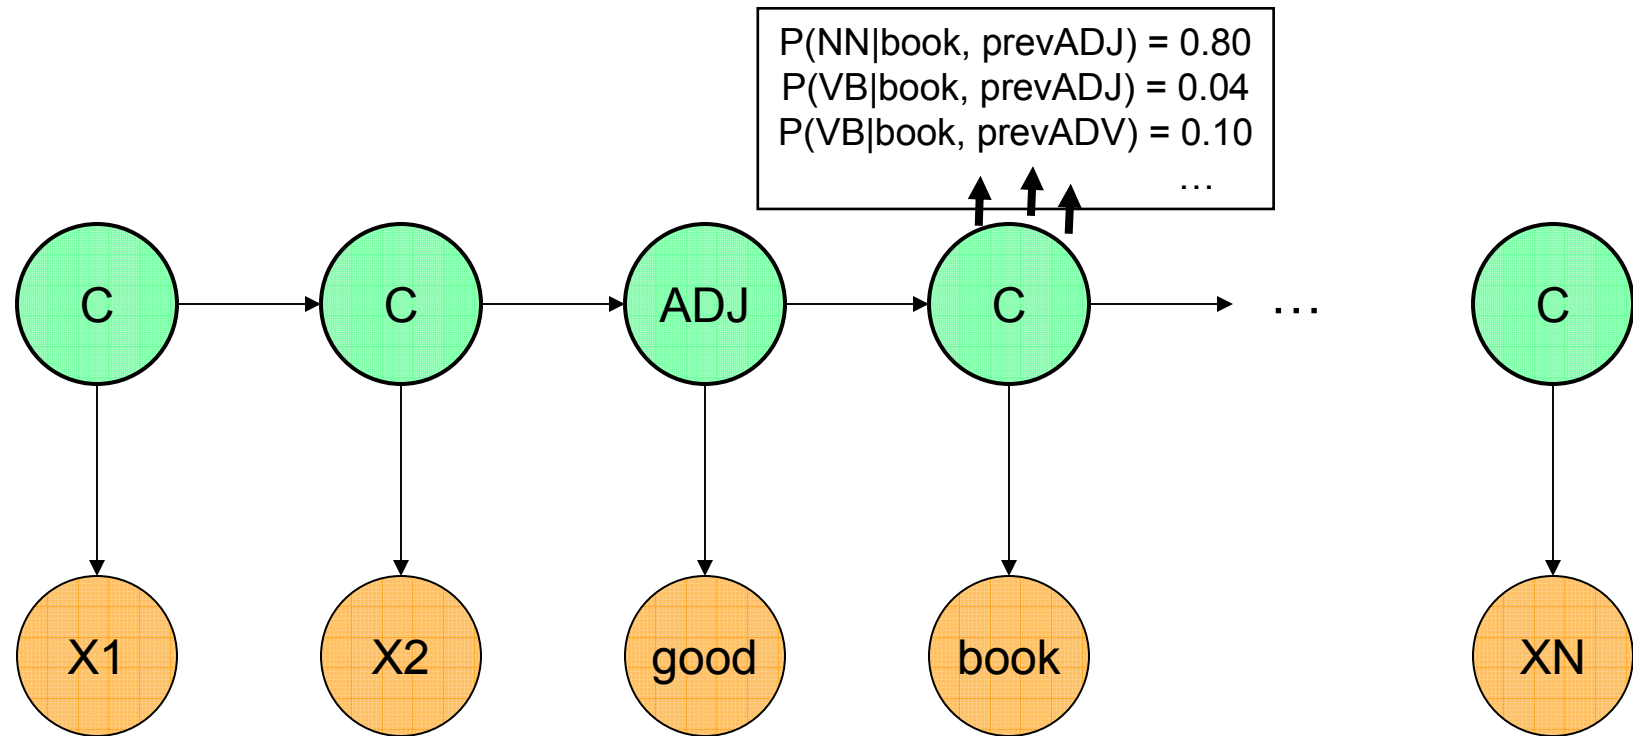 P(NN|book, prevADJ) = 0.80
P(VB|book, prevADJ) = 0.04
P(VB|book, prevADV) = 0.10
…
C C ADJ C … C
X1 X2 good book XN